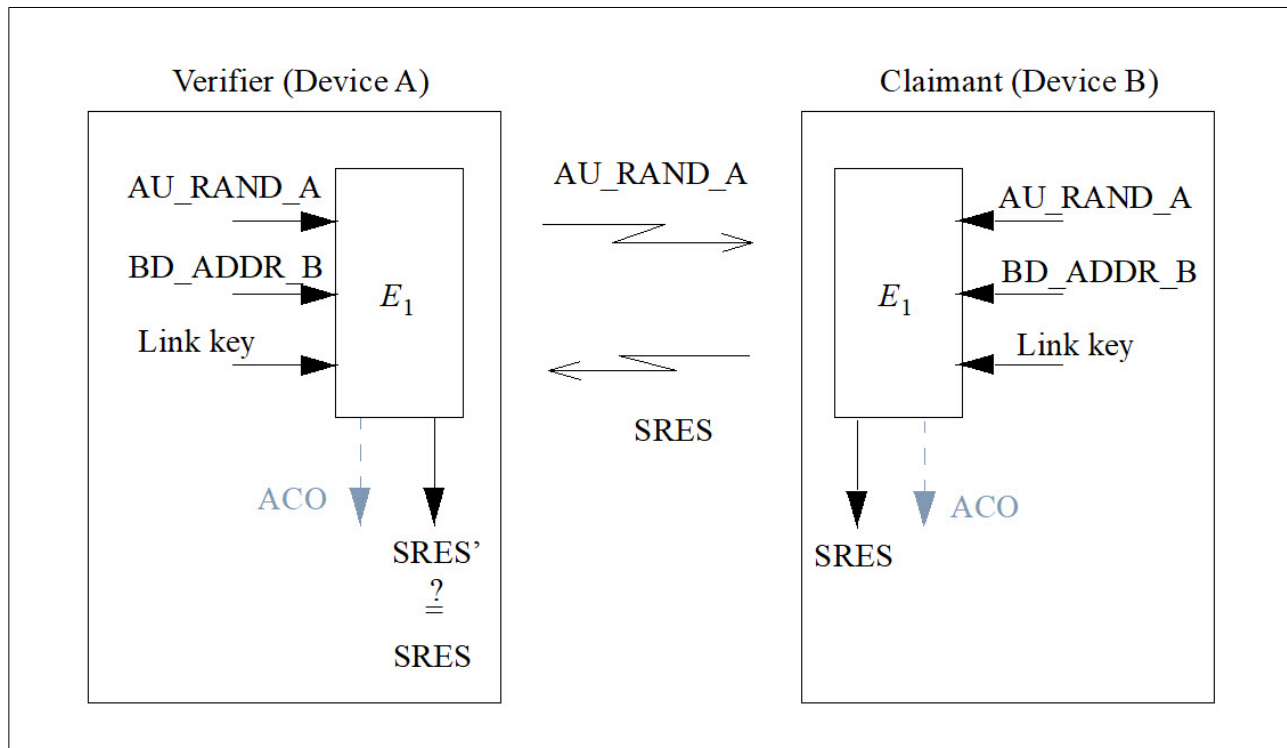 Verifier (Device A)
AU_RAND_A
BD_ADDR_B
Link key
E1
ACO
SRES’
?
=
SRES
AU_RAND_A
SRES
Claimant (Device B)
E1
AU_RAND_A
BD_ADDR_B
Link key
SRES
ACO